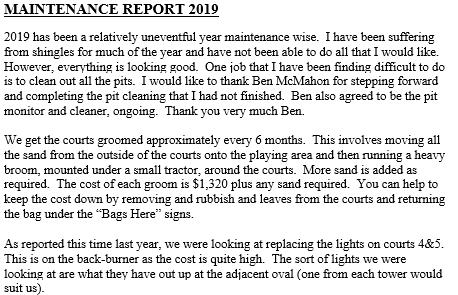 MAINTENANCE REPORT 2019
2019 has been a relatively uneventful year maintenance wise.  I have been suffering
from shingles for much of the year and have not been able to do all that I would like.
However, everything is looking good.  One job that I have been finding difficult to do
is to clean out all the pits.  I would like to thank Ben McMahon for stepping forward
and completing the pit cleaning that I had not finished.  Ben also agreed to be the pit
monitor and cleaner, ongoing.  Thank you very much Ben.
We get the courts groomed approximately every 6 months.  This involves moving all
the sand from the outside of the courts onto the playing area and then running a heavy
broom, mounted under a small tractor, around the courts.  More sand is added as
required.  The cost of each groom is $1,320 plus any sand required.  You can help to
keep the cost down by removing and rubbish and leaves from the courts and returning
the bag under the “Bags Here” signs.
As reported this time last year, we were looking at replacing the lights on courts 4&5.
This is on the back-burner as the cost is quite high.  The sort of lights we were
looking at are what they have out up at the adjacent oval (one from each tower would
suit us).